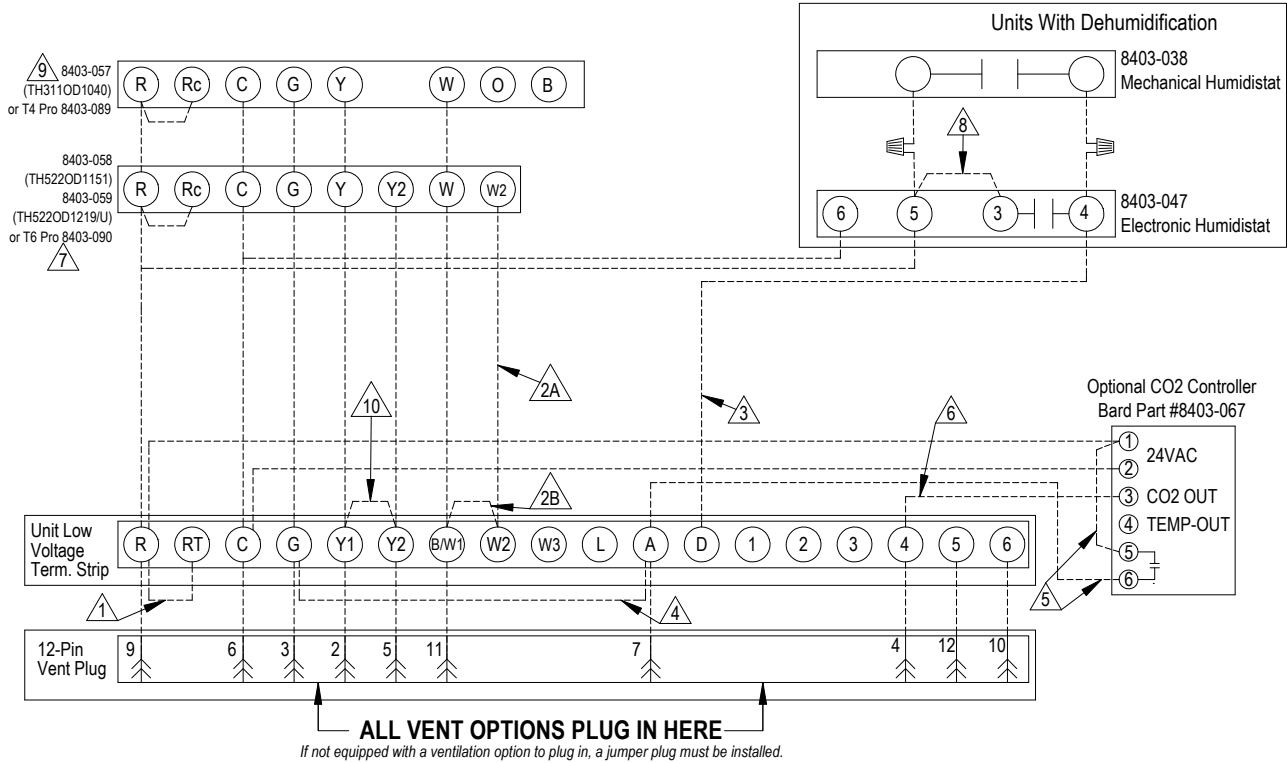 Units With Dehumidification
8403-038
Mechanical Humidistat
9
8403-057
(TH311OD1040)
or T4 Pro 8403-089
R Rc C G Y W O B
8
8403-058
(TH522OD1151)
8403-059
(TH522OD1219/U)
or T6 Pro 8403-090
7
R Rc C G Y Y2 W W2
6 5 3 4
8403-047
Electronic Humidistat
2A
10
3
6
2B
Optional CO2 Controller
Bard Part #8403-067
1
24VAC
2
3 CO2 OUT
4 TEMP-OUT
5
6
5
Unit Low
Voltage
Term. Strip
R RT C G Y1 Y2 B/W1 W2 W3 L A D 1 2 3 4 5 6
1
4
12-Pin
Vent Plug
9 6 3 2 5 11 7 4 12 10
ALL VENT OPTIONS PLUG IN HERE
If not equipped with a ventilation option to plug in, a jumper plug must be installed.